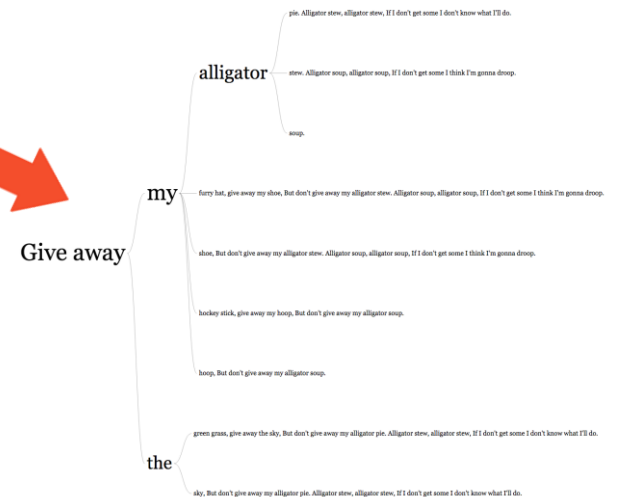 pie. Alligator stew, alligator stew, If I don't get some I don't know what I'll do.
alligator
stew. Alligator soup, alligator soup, If I don't get some I think I'm gonna droop.
soup.
my
furry hat, give away my shoe, But don't give away my alligator stew. Alligator soup, alligator soup, If I don't get some I think I'm gonna droop.
Give away
shoe, But don't give away my alligator stew. Alligator soup, alligator soup, If I don't get some I think I'm gonna droop.
hockey stick, give away my hoop, But don't give away my alligator soup.
hoop, But don't give away my alligator soup.
green grass, give away the sky, But don't give away my alligator pie. Alligator stew, alligator stew, If I don't get some I don't know what I'll do.
the
sky, But don't give away my alligator pie. Alligator stew, alligator stew, If I don't get some I don't know what I'll do.